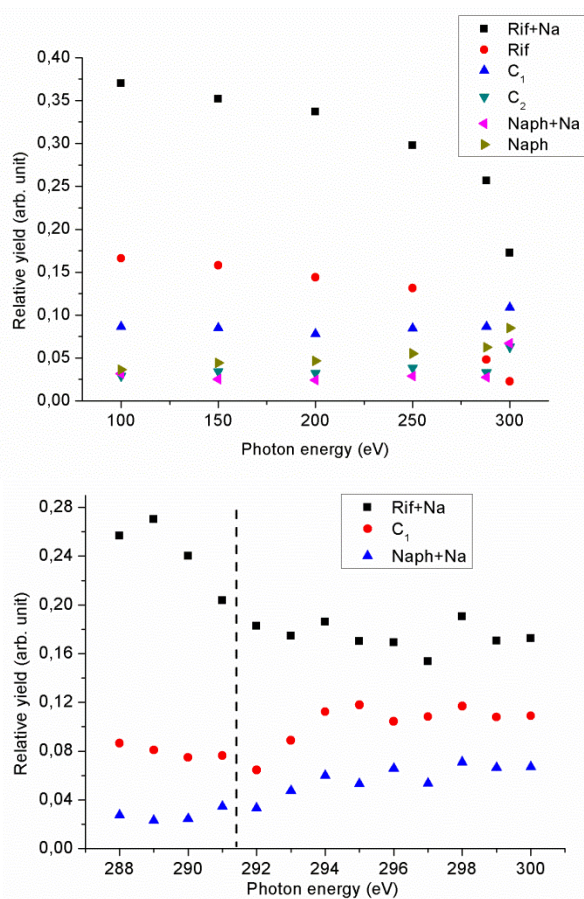 Rif+Na
Rif
C₁
C₂
Naph+Na
Naph
0,40
0,35
0,30
0,25
0,20
0,15
0,10
0,05
0,00
Relative yield (arb. unit)
100 150 200 250 300
Photon energy (eV)
Rif+Na
C₁
Naph+Na
0,28
0,24
0,20
0,16
0,12
0,08
0,04
0,00
Relative yield (arb. unit)
288 290 292 294 296 298 300
Photon energy (eV)